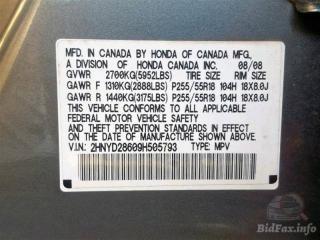 MFD. IN CANADA BY HONDA OF CANADA MFG.,
A DIVISION OF HONDA CANADA INC. 08/08
GVWR 2700KG(5952LBS) TIRE SIZE RIM SIZE
GAWR F 1310KG(2888LBS) P255/55R18 104H 18X8.0J
GAWR R 1440KG(3175LBS) P255/55R18 104H 18X8.0J
THIS VEHICLE CONFORMS TO ALL APPLICABLE
FEDERAL MOTOR VEHICLE SAFETY STANDARDS IN EFFECT
ON THE DATE OF MANUFACTURE SHOWN ABOVE.
V.I.N: 2HNYD28609H505793 TYPE: MPV
BidFax.info